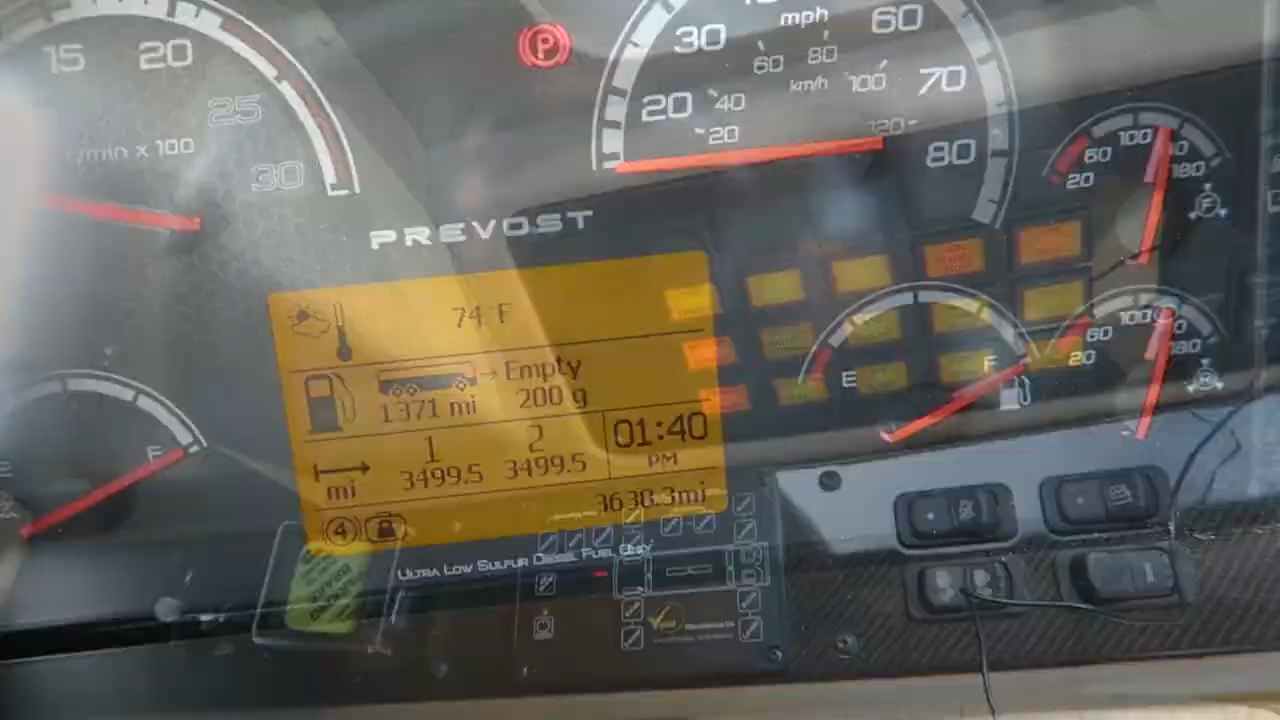 15 20 25 30
r/min x 100
mph
30 60
60 80
km/h 100
20 40 70
20 120
80
60 100 180
20
F
PREVOST
74°F
Empty
1371 mi 200 g
1 2
mi 3499.5 3499.5
01:40
PM
3638.3mi
4
E F
60 100 180
20
H
F
ULTRA LOW SULFUR DIESEL FUEL ONLY